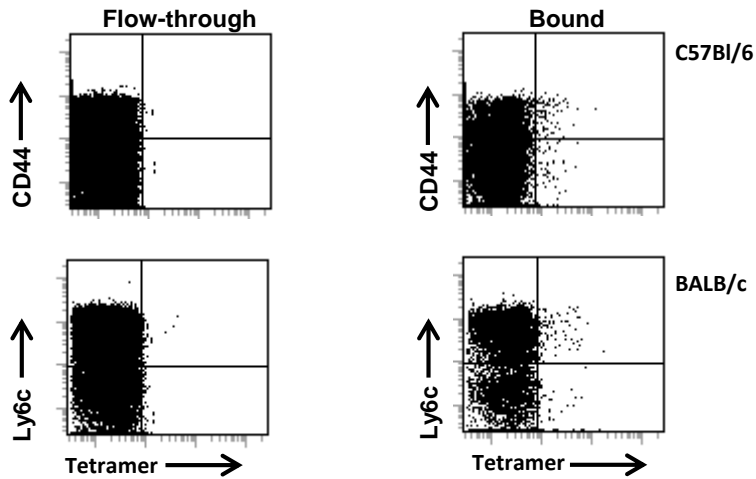 Flow-through
Bound
C57Bl/6
CD44
CD44
BALB/c
Ly6c
Ly6c
Tetramer
Tetramer